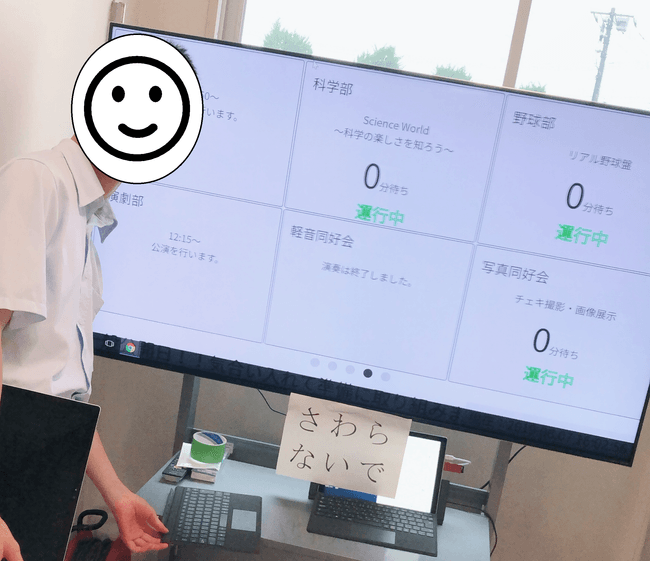 0～
います。
科学部
Science World
～科学の楽しさを知ろう～
0分待ち
運行中
野球部
リアル野球盤
0分待ち
運行中
演劇部
12:15～
公演を行います。
軽音同好会
演奏は終了しました。
写真同好会
チェキ撮影・画像展示
0分待ち
運行中
さわら
ないで